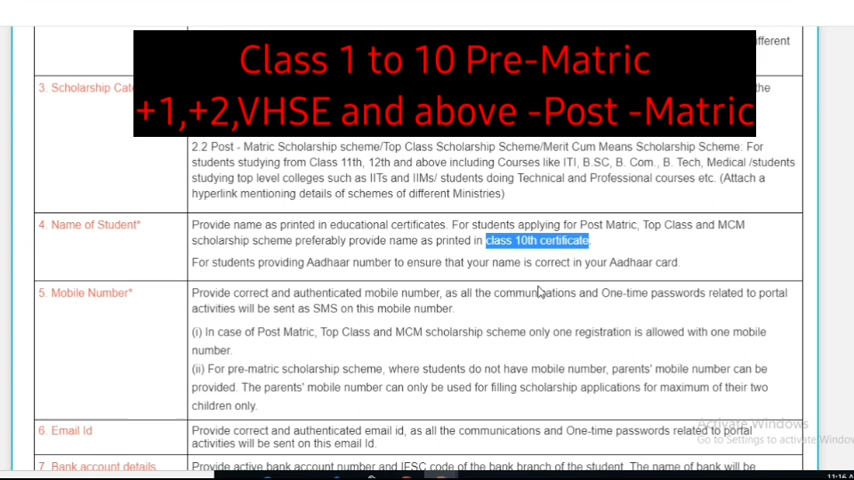 ifferent
Class 1 to 10 Pre-Matric
+1,+2,VHSE and above -Post -Matric
3. Scholarship Cate
the
2.2 Post - Matric Scholarship scheme/Top Class Scholarship Scheme/Merit Cum Means Scholarship Scheme: For
students studying from Class 11th, 12th and above including Courses like ITI, B.SC, B. Com., B. Tech, Medical /students
studying top level colleges such as IITs and IIMs/ students doing Technical and Professional courses etc. (Attach a
hyperlink mentioning details of schemes of different Ministries)
4. Name of Student*
Provide name as printed in educational certificates. For students applying for Post Matric, Top Class and MCM
scholarship scheme preferably provide name as printed in class 10th certificate
For students providing Aadhaar number to ensure that your name is correct in your Aadhaar card.
5. Mobile Number*
Provide correct and authenticated mobile number, as all the communications and One-time passwords related to portal
activities will be sent as SMS on this mobile number.
(i) In case of Post Matric, Top Class and MCM scholarship scheme only one registration is allowed with one mobile
number.
(ii) For pre-matric scholarship scheme, where students do not have mobile number, parents' mobile number can be
provided. The parents' mobile number can only be used for filling scholarship applications for maximum of their two
children only.
6. Email Id
Provide correct and authenticated email id, as all the communications and One-time passwords related to portal
activities will be sent on this email Id.
Activate Windows
Go to Settings to activate Window
7. Bank account details
Provide active bank account number and IFSC code of the bank branch of the student. The name of bank will be
11:16 A